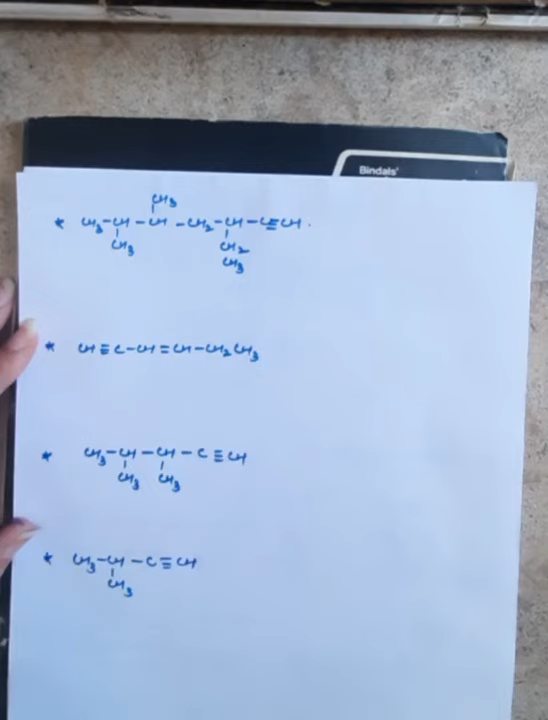 Bindals'
CH₃
* CH₃-CH-CH-CH₂-CH-C≡CH.
CH₃ CH₂
CH₃
* CH≡C-CH=CH-CH₂CH₃
* CH₃-CH-CH-C≡CH
CH₃ CH₃
* CH₃-CH-C≡CH
CH₃